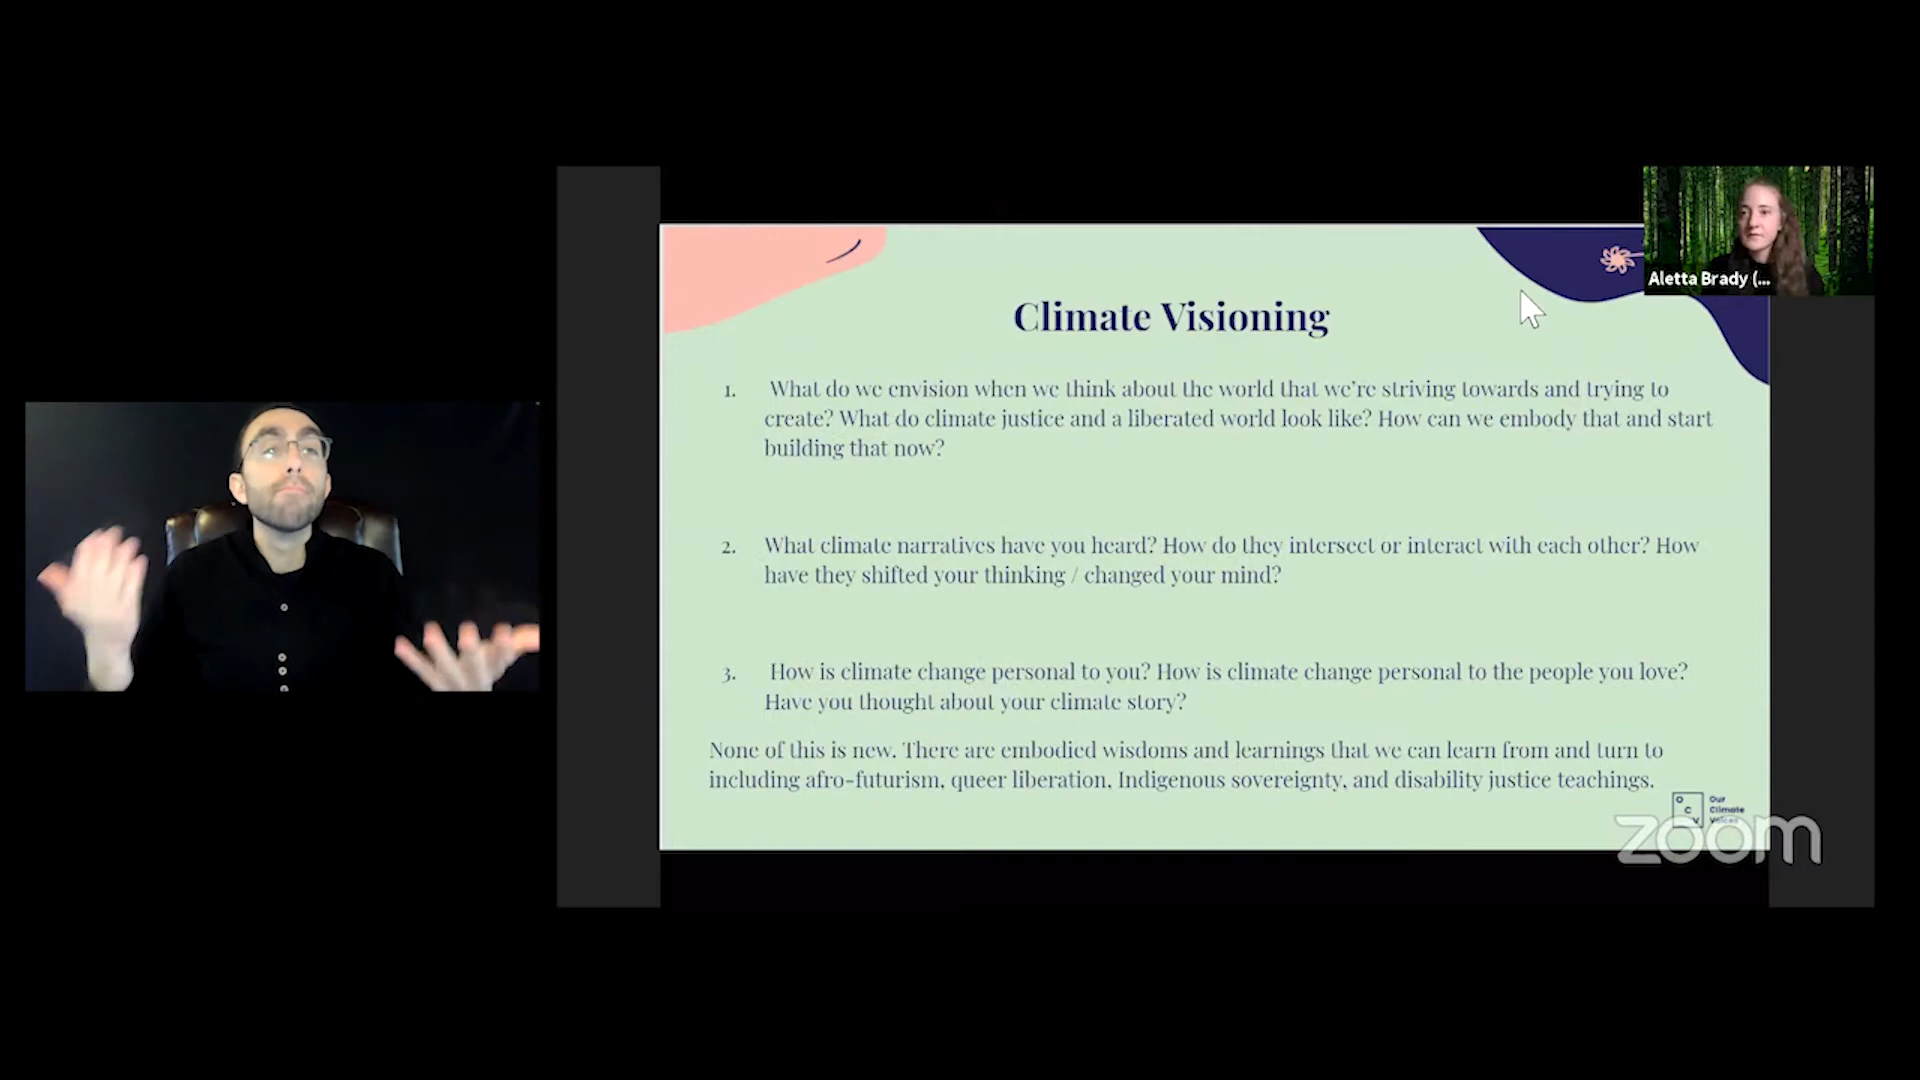 Aletta Brady (...
Climate Visioning
1. What do we envision when we think about the world that we're striving towards and trying to
create? What do climate justice and a liberated world look like? How can we embody that and start
building that now?
2. What climate narratives have you heard? How do they intersect or interact with each other? How
have they shifted your thinking / changed your mind?
3. How is climate change personal to you? How is climate change personal to the people you love?
Have you thought about your climate story?
None of this is new. There are embodied wisdoms and learnings that we can learn from and turn to
including afro-futurism, queer liberation, Indigenous sovereignty, and disability justice teachings.
O
C
V
Our
Climate
Voices
zoom